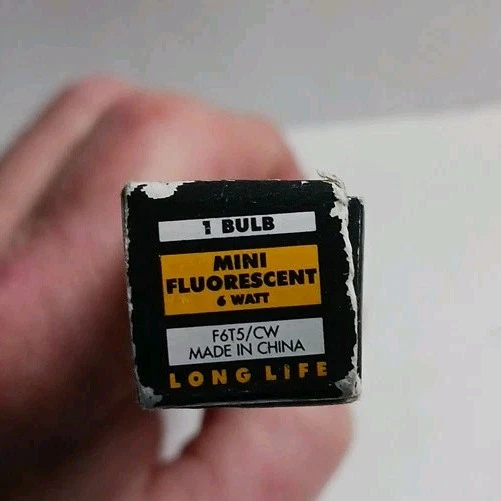 1 BULB
MINI
FLUORESCENT
6 WATT
F6T5/CW
MADE IN CHINA
LONG LIFE